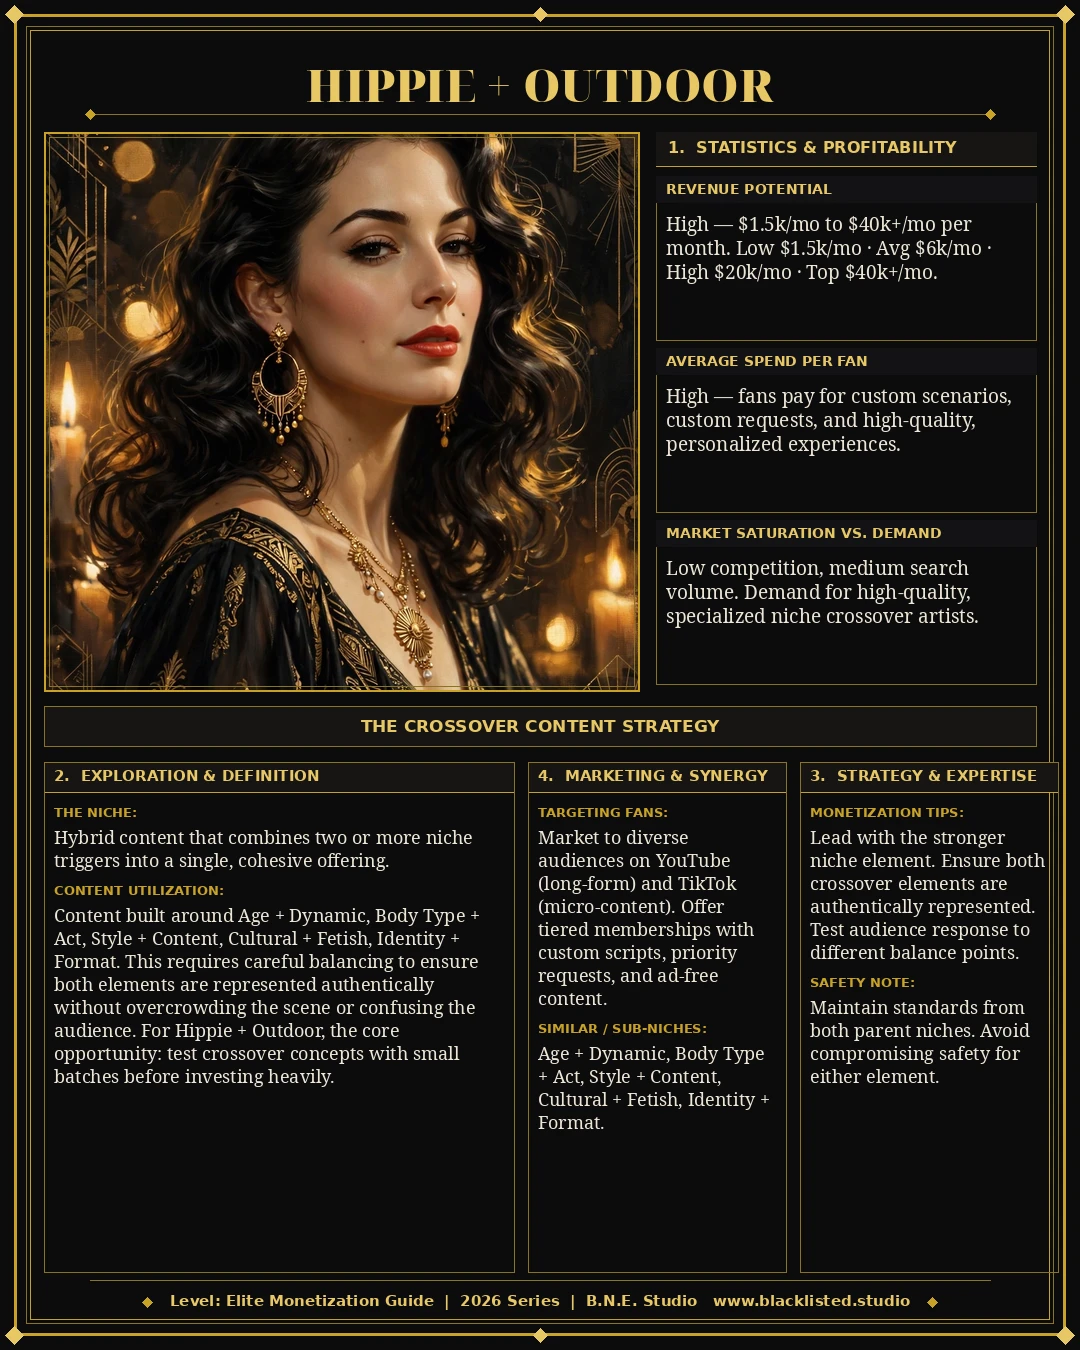 HIPPIE + OUTDOOR
1. STATISTICS & PROFITABILITY
REVENUE POTENTIAL
High — $1.5k/mo to $40k+/mo per
month. Low $1.5k/mo · Avg $6k/mo ·
High $20k/mo · Top $40k+/mo.
AVERAGE SPEND PER FAN
High — fans pay for custom scenarios,
custom requests, and high-quality,
personalized experiences.
MARKET SATURATION VS. DEMAND
Low competition, medium search
volume. Demand for high-quality,
specialized niche crossover artists.
THE CROSSOVER CONTENT STRATEGY
2. EXPLORATION & DEFINITION
THE NICHE:
Hybrid content that combines two or more niche
triggers into a single, cohesive offering.
CONTENT UTILIZATION:
Content built around Age + Dynamic, Body Type +
Act, Style + Content, Cultural + Fetish, Identity +
Format. This requires careful balancing to ensure
both elements are represented authentically
without overcrowding the scene or confusing the
audience. For Hippie + Outdoor, the core
opportunity: test crossover concepts with small
batches before investing heavily.
4. MARKETING & SYNERGY
TARGETING FANS:
Market to diverse
audiences on YouTube
(long-form) and TikTok
(micro-content). Offer
tiered memberships with
custom scripts, priority
requests, and ad-free
content.
SIMILAR / SUB-NICHES:
Age + Dynamic, Body Type
+ Act, Style + Content,
Cultural + Fetish, Identity +
Format.
3. STRATEGY & EXPERTISE
MONETIZATION TIPS:
Lead with the stronger
niche element. Ensure both
crossover elements are
authentically represented.
Test audience response to
different balance points.
SAFETY NOTE:
Maintain standards from
both parent niches. Avoid
compromising safety for
either element.
Level: Elite Monetization Guide | 2026 Series | B.N.E. Studio www.blacklisted.studio